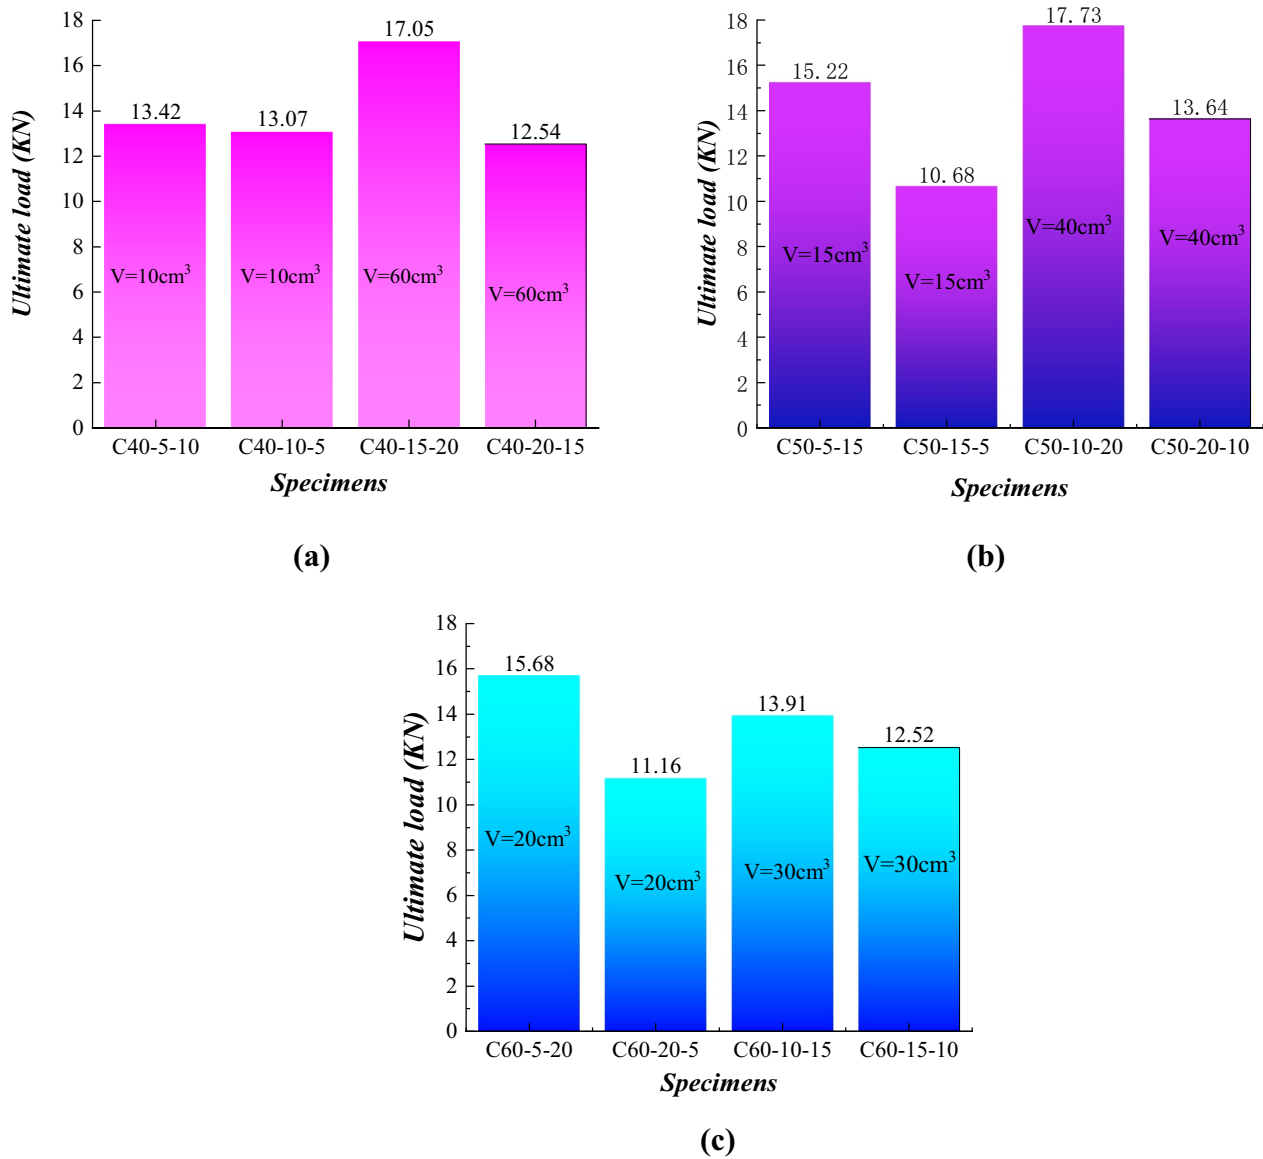 18
16
14
12
10
8
6
4
2
0
Ultimate load (KN)
13.42
13.07
17.05
12.54
V=10cm³
V=10cm³
V=60cm³
V=60cm³
C40-5-10
C40-10-5
C40-15-20
C40-20-15
Specimens
(a)
18
16
14
12
10
8
6
4
2
0
Ultimate load (KN)
15.22
10.68
17.73
13.64
V=15cm³
V=15cm³
V=40cm³
V=40cm³
C50-5-15
C50-15-5
C50-10-20
C50-20-10
Specimens
(b)
18
16
14
12
10
8
6
4
2
0
Ultimate load (KN)
15.68
11.16
13.91
12.52
V=20cm³
V=20cm³
V=30cm³
V=30cm³
C60-5-20
C60-20-5
C60-10-15
C60-15-10
Specimens
(c)